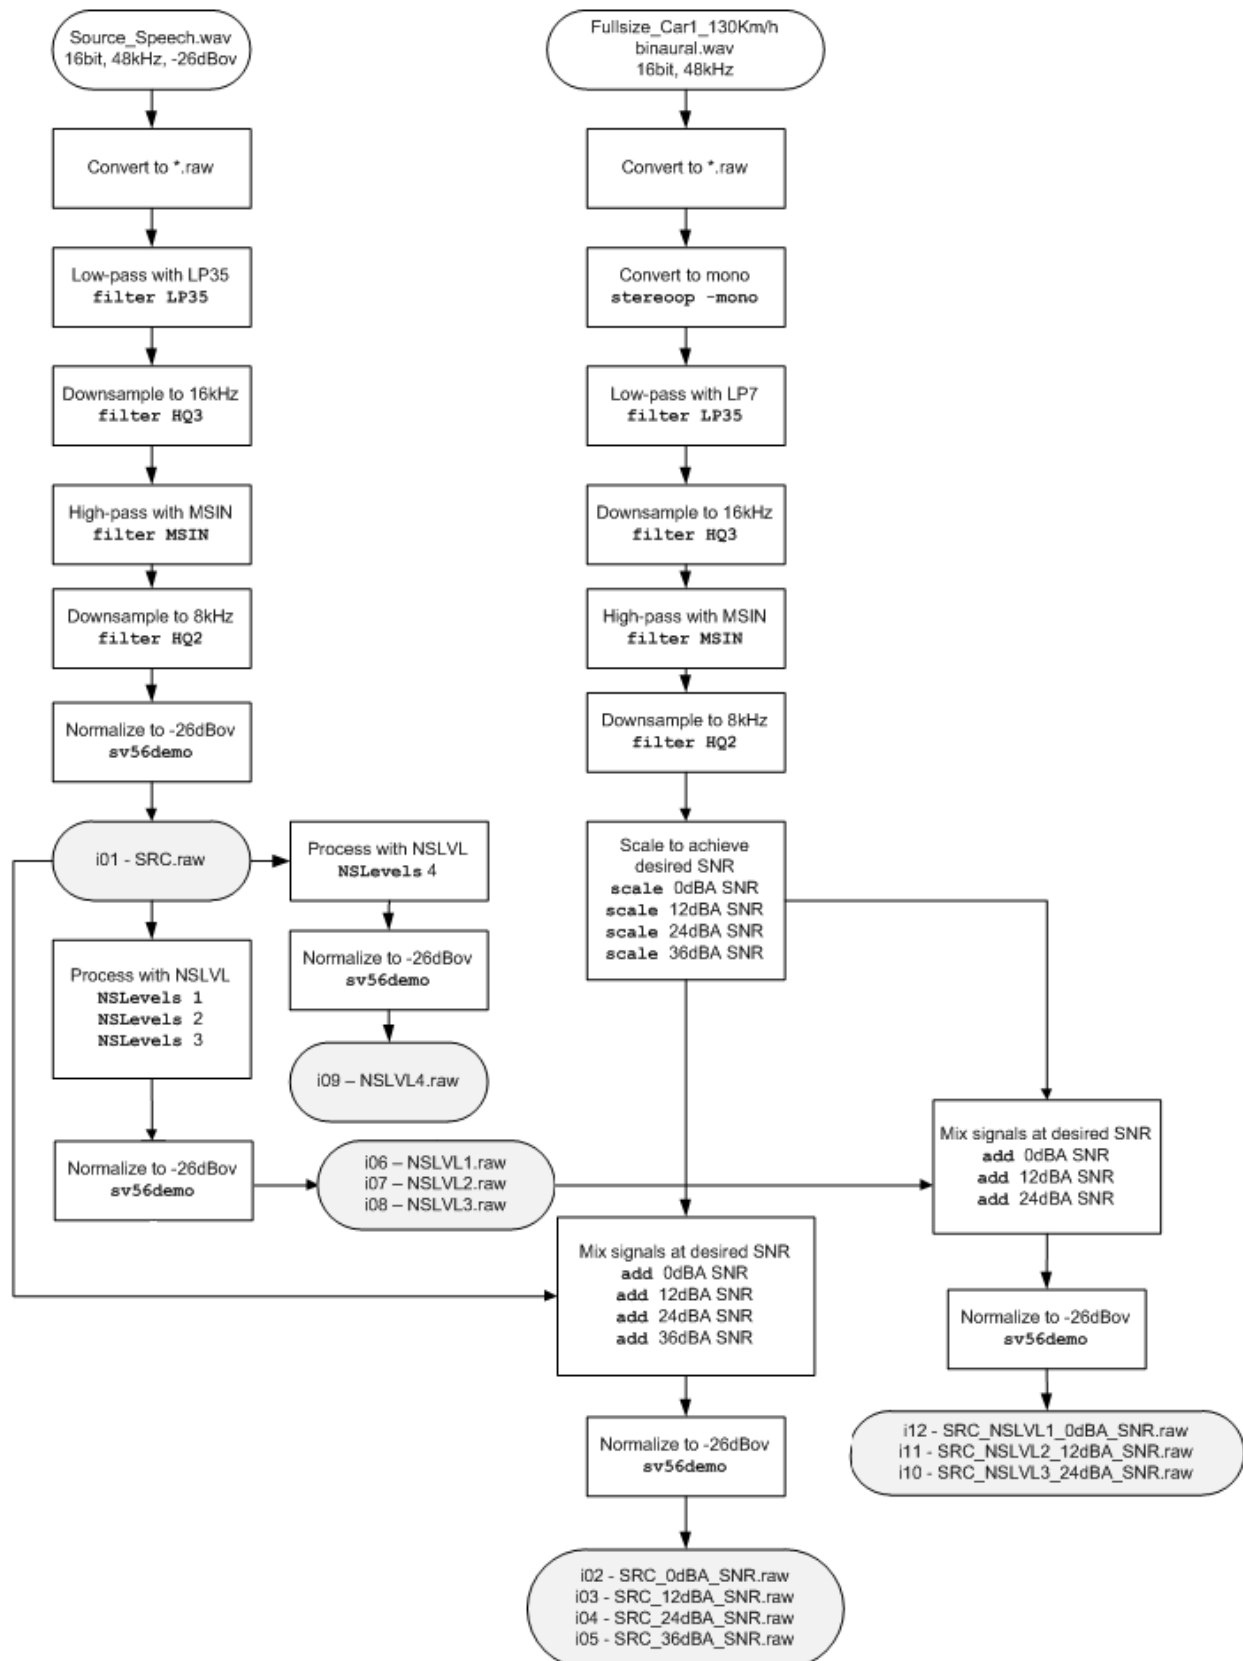 Source_Speech.wav
16bit, 48kHz, -26dBov
Convert to *.raw
Low-pass with LP35
filter LP35
Downsample to 16kHz
filter HQ3
High-pass with MSIN
filter MSIN
Downsample to 8kHz
filter HQ2
Normalize to -26dBov
sv56demo
i01 - SRC.raw
Process with NSLVL
NSLevels 1
NSLevels 2
NSLevels 3
Normalize to -26dBov
sv56demo
Process with NSLVL
NSLevels 4
Normalize to -26dBov
sv56demo
i09 – NSLVL4.raw
i06 – NSLVL1.raw
i07 – NSLVL2.raw
i08 – NSLVL3.raw
Fullsize_Car1_130Km/h
binaural.wav
16bit, 48kHz
Convert to *.raw
Convert to mono
stereoop -mono
Low-pass with LP7
filter LP35
Downsample to 16kHz
filter HQ3
High-pass with MSIN
filter MSIN
Downsample to 8kHz
filter HQ2
Scale to achieve
desired SNR
scale 0dBA SNR
scale 12dBA SNR
scale 24dBA SNR
scale 36dBA SNR
Mix signals at desired SNR
add 0dBA SNR
add 12dBA SNR
add 24dBA SNR
add 36dBA SNR
Normalize to -26dBov
sv56demo
i02 - SRC_0dBA_SNR.raw
i03 - SRC_12dBA_SNR.raw
i04 - SRC_24dBA_SNR.raw
i05 - SRC_36dBA_SNR.raw
Mix signals at desired SNR
add 0dBA SNR
add 12dBA SNR
add 24dBA SNR
Normalize to -26dBov
sv56demo
i12 - SRC_NSLVL1_0dBA_SNR.raw
i11 - SRC_NSLVL2_12dBA_SNR.raw
i10 - SRC_NSLVL3_24dBA_SNR.raw